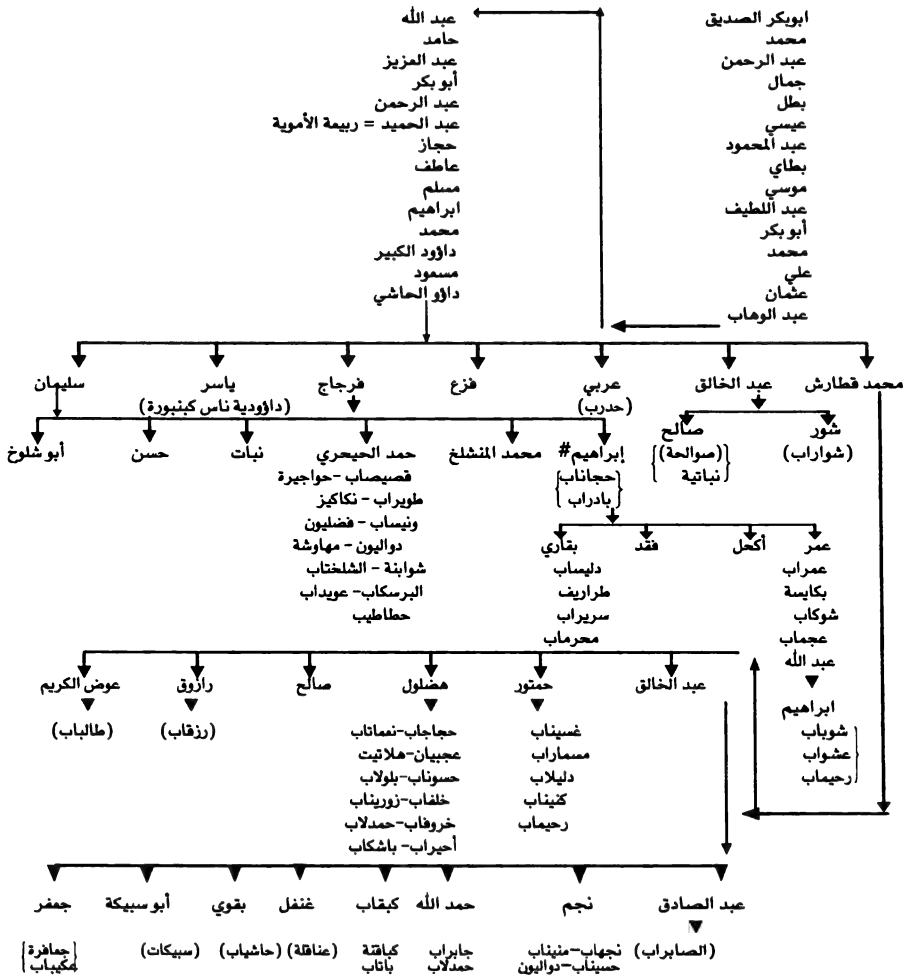 ابوبكر الصديق
محمد
عبد الرحمن
جمال
بطل
عيسي
عبد المحمود
بطاي
موسي
عبد اللطيف
أبو بكر
محمد
علي
عثمان
عبد الوهاب
عبد الله
حامد
عبد العزيز
أبو بكر
عبد الرحمن
عبد الحميد = ربيعة الأموية
حجاز
عاطف
مسلم
ابراهيم
محمد
داؤود الكبير
مسعود
داؤو الحاشي
محمد قطارش عبد الخالق عربي فزع فرجاج ياسر سليمان
(حدرب) (داؤودية ناس كبنبورة)
شور صالح إبراهيم# محمد المنشلخ حمد الحيحري نبات حسن أبو شلوخ
(شواراب) (صوالحة) حجاناب قصيصاب -حواجيرة
نباتية بادراب طويراب - نكاكيز
ونيساب - فضليون
عمر أكحل فقد بقاري دواليون - مهاوشة
عمراب دليساب شوابنة - الشلختاب
بكايسة طراريف البرسكاب- عويداب
شوكاب سريراب حطاطيب
عجماب محرماب
عبد الله
ابراهيم
شوباب
عشواب
رحيماب
عبد الخالق حمتور هضلول صالح رازوق عوض الكريم
غسيناب حجاجاب-نعماتاب (رزقاب) (طالباب)
مسماراب عجبيان-هلاتيت
دليلاب حسوناب-بلولاب
كنيناب خلفاب-زوريناب
رحيماب خروفاب-حمدلاب
أحيراب- باشكاب
عبد الصادق نجم حمد الله كبقاب غنفل بقوي أبو سبيكة جعفر
(الصابراب) نجهاب-منيناب جابراب كباقنة (عنافلة) (حاشياب) (سبيكات) جعافرة
حسيناب-دواليون حمدلاب باتاب عكيباب